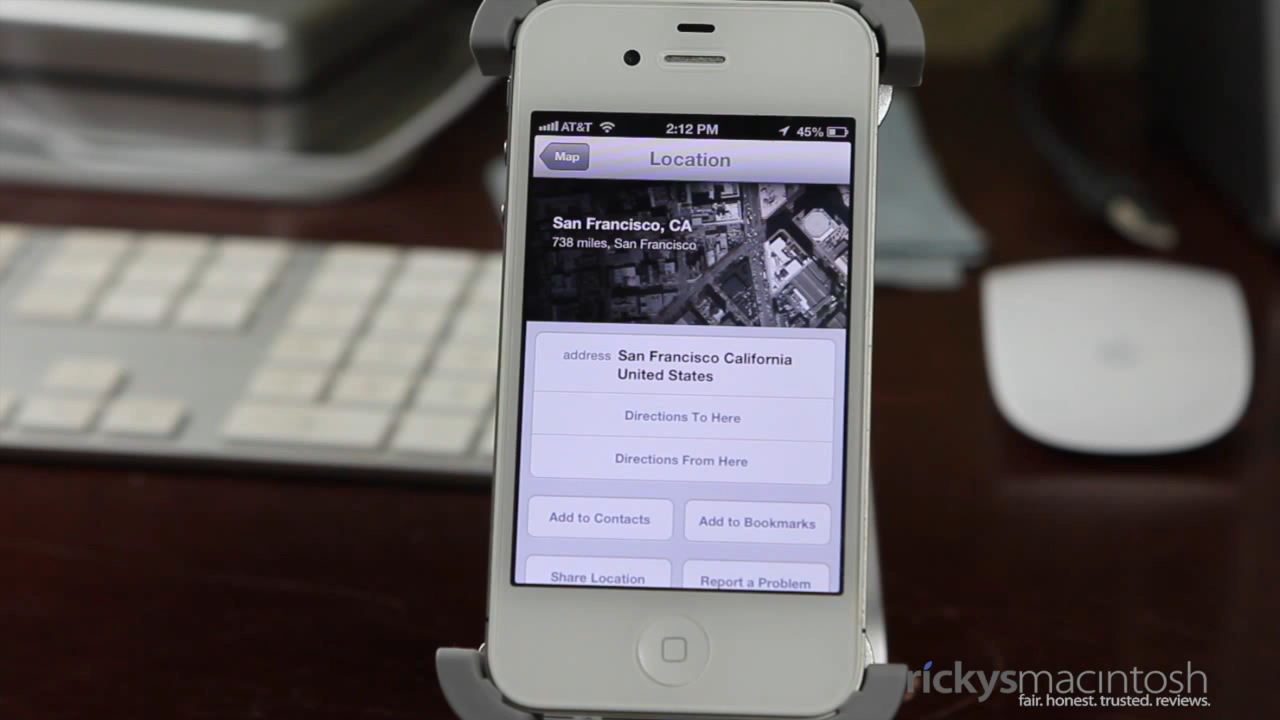 AT&T 2:12 PM 45%
Map Location
San Francisco, CA
738 miles, San Francisco
address San Francisco California
United States
Directions To Here
Directions From Here
Add to Contacts Add to Bookmarks
Share Location Report a Problem
rickysmacintosh
fair. honest. trusted. reviews.